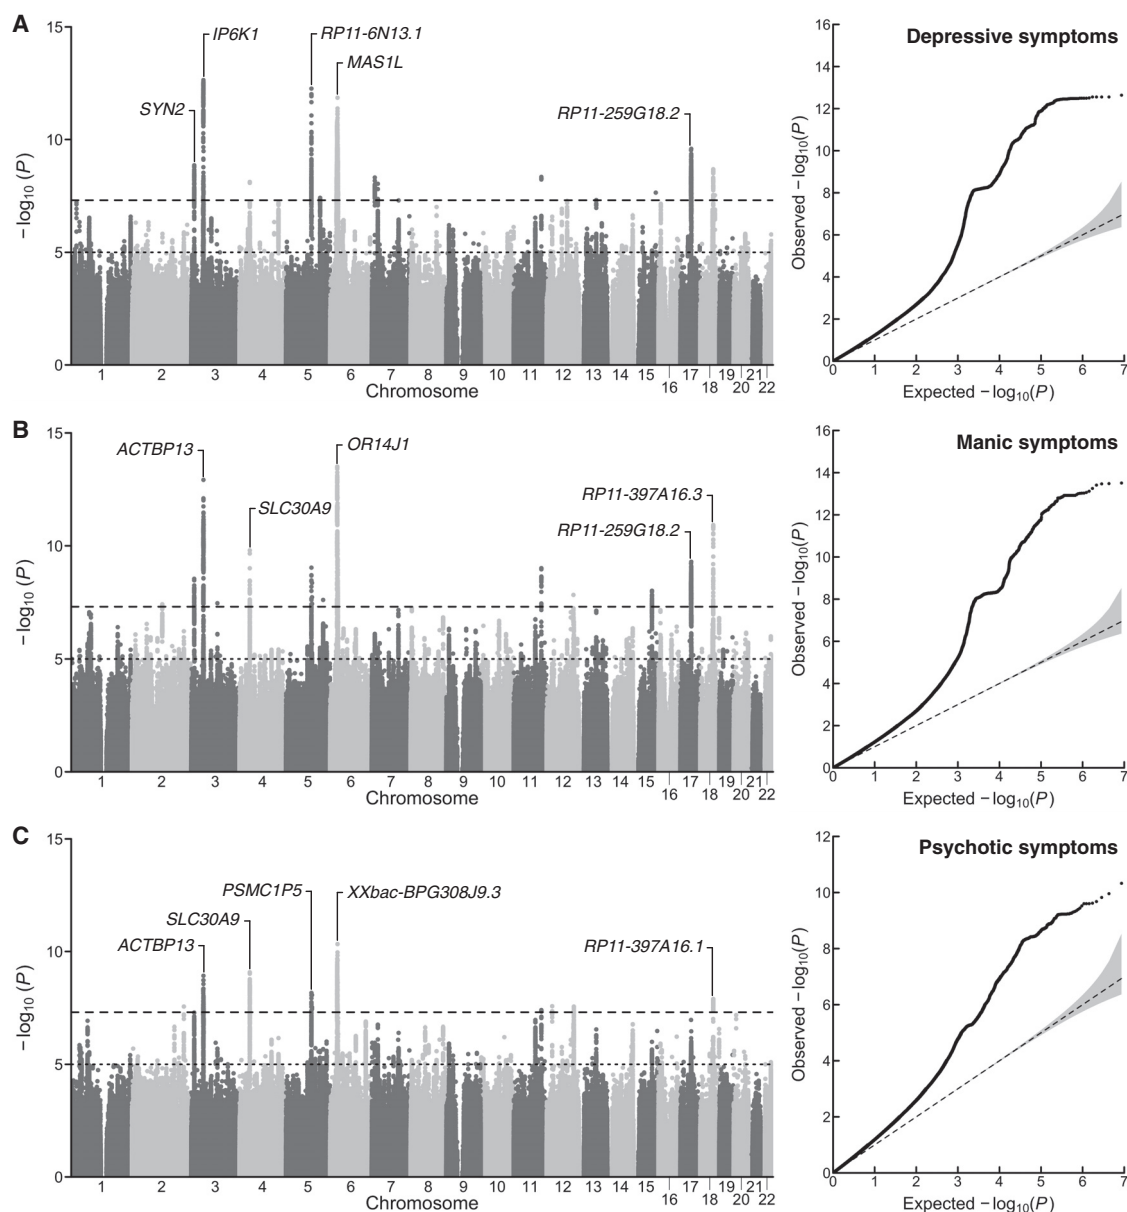 A
15
10
5
0
− log10 (P)
IP6K1
RP11-6N13.1
MAS1L
SYN2
RP11-259G18.2
1 2 3 4 5 6 7 8 9 10 11 12 13 14 15 16 17 18 19 20 21 22
Chromosome
Depressive symptoms
16
14
12
10
8
6
4
2
0
Observed − log10(P)
0 1 2 3 4 5 6 7
Expected − log10(P)
B
15
10
5
0
− log10 (P)
OR14J1
ACTBP13
SLC30A9
RP11-397A16.3
RP11-259G18.2
1 2 3 4 5 6 7 8 9 10 11 12 13 14 15 16 17 18 19 20 21 22
Chromosome
Manic symptoms
16
14
12
10
8
6
4
2
0
Observed − log10(P)
0 1 2 3 4 5 6 7
Expected − log10(P)
C
15
10
5
0
− log10 (P)
PSMC1P5
XXbac-BPG308J9.3
SLC30A9
ACTBP13
RP11-397A16.1
1 2 3 4 5 6 7 8 9 10 11 12 13 14 15 16 17 18 19 20 21 22
Chromosome
Psychotic symptoms
12
10
8
6
4
2
0
Observed − log10(P)
0 1 2 3 4 5 6 7
Expected − log10(P)